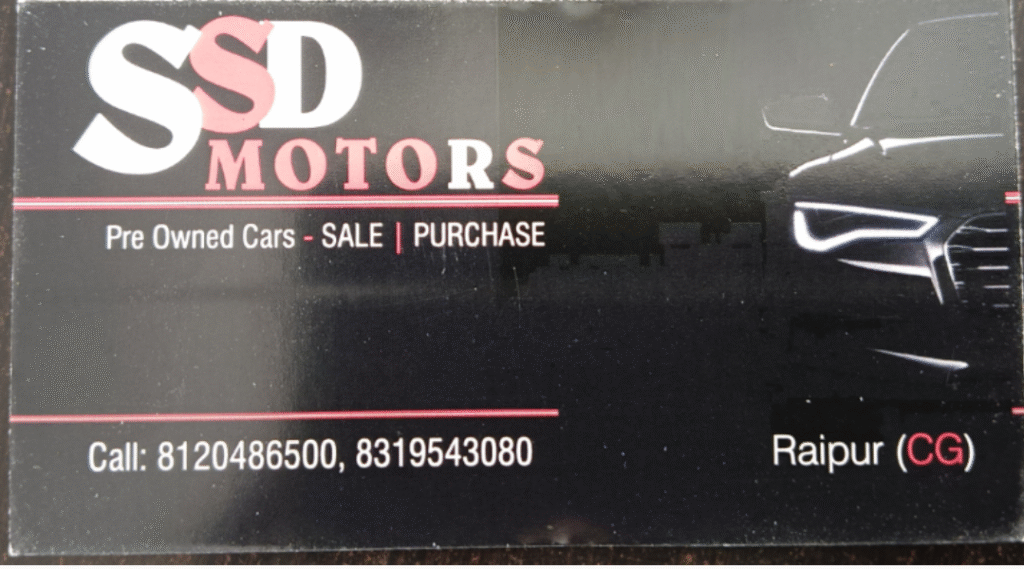 SSD
MOTORS
Pre Owned Cars - SALE | PURCHASE
Call: 8120486500, 8319543080
Raipur (CG)